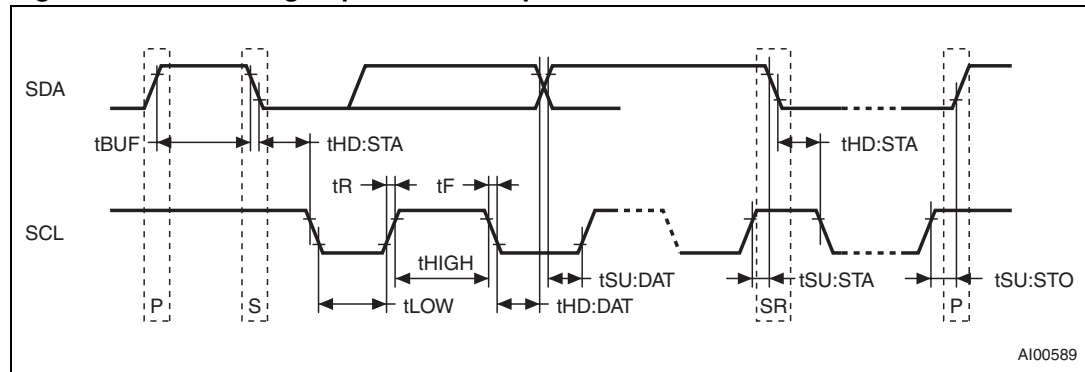 SDA
tBUF
tHD:STA
tHD:STA
tR
tF
SCL
tHIGH
tSU:DAT
tSU:STA
tSU:STO
P
S
tLOW
tHD:DAT
SR
P
AI00589